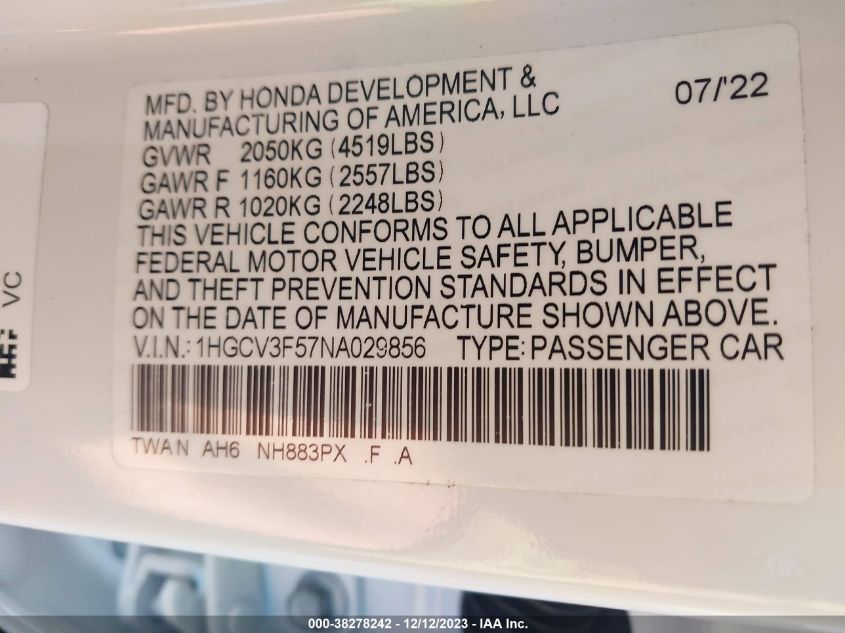 MFD. BY HONDA DEVELOPMENT &
MANUFACTURING OF AMERICA, LLC
07/'22
GVWR 2050KG (4519LBS)
GAWR F 1160KG (2557LBS)
GAWR R 1020KG (2248LBS)
THIS VEHICLE CONFORMS TO ALL APPLICABLE
FEDERAL MOTOR VEHICLE SAFETY, BUMPER,
AND THEFT PREVENTION STANDARDS IN EFFECT
ON THE DATE OF MANUFACTURE SHOWN ABOVE.
V.I.N.: 1HGCV3F57NA029856 TYPE: PASSENGER CAR
TWAN AH6 NH883PX .F .A
VC
000-38278242 - 12/12/2023 - IAA Inc.